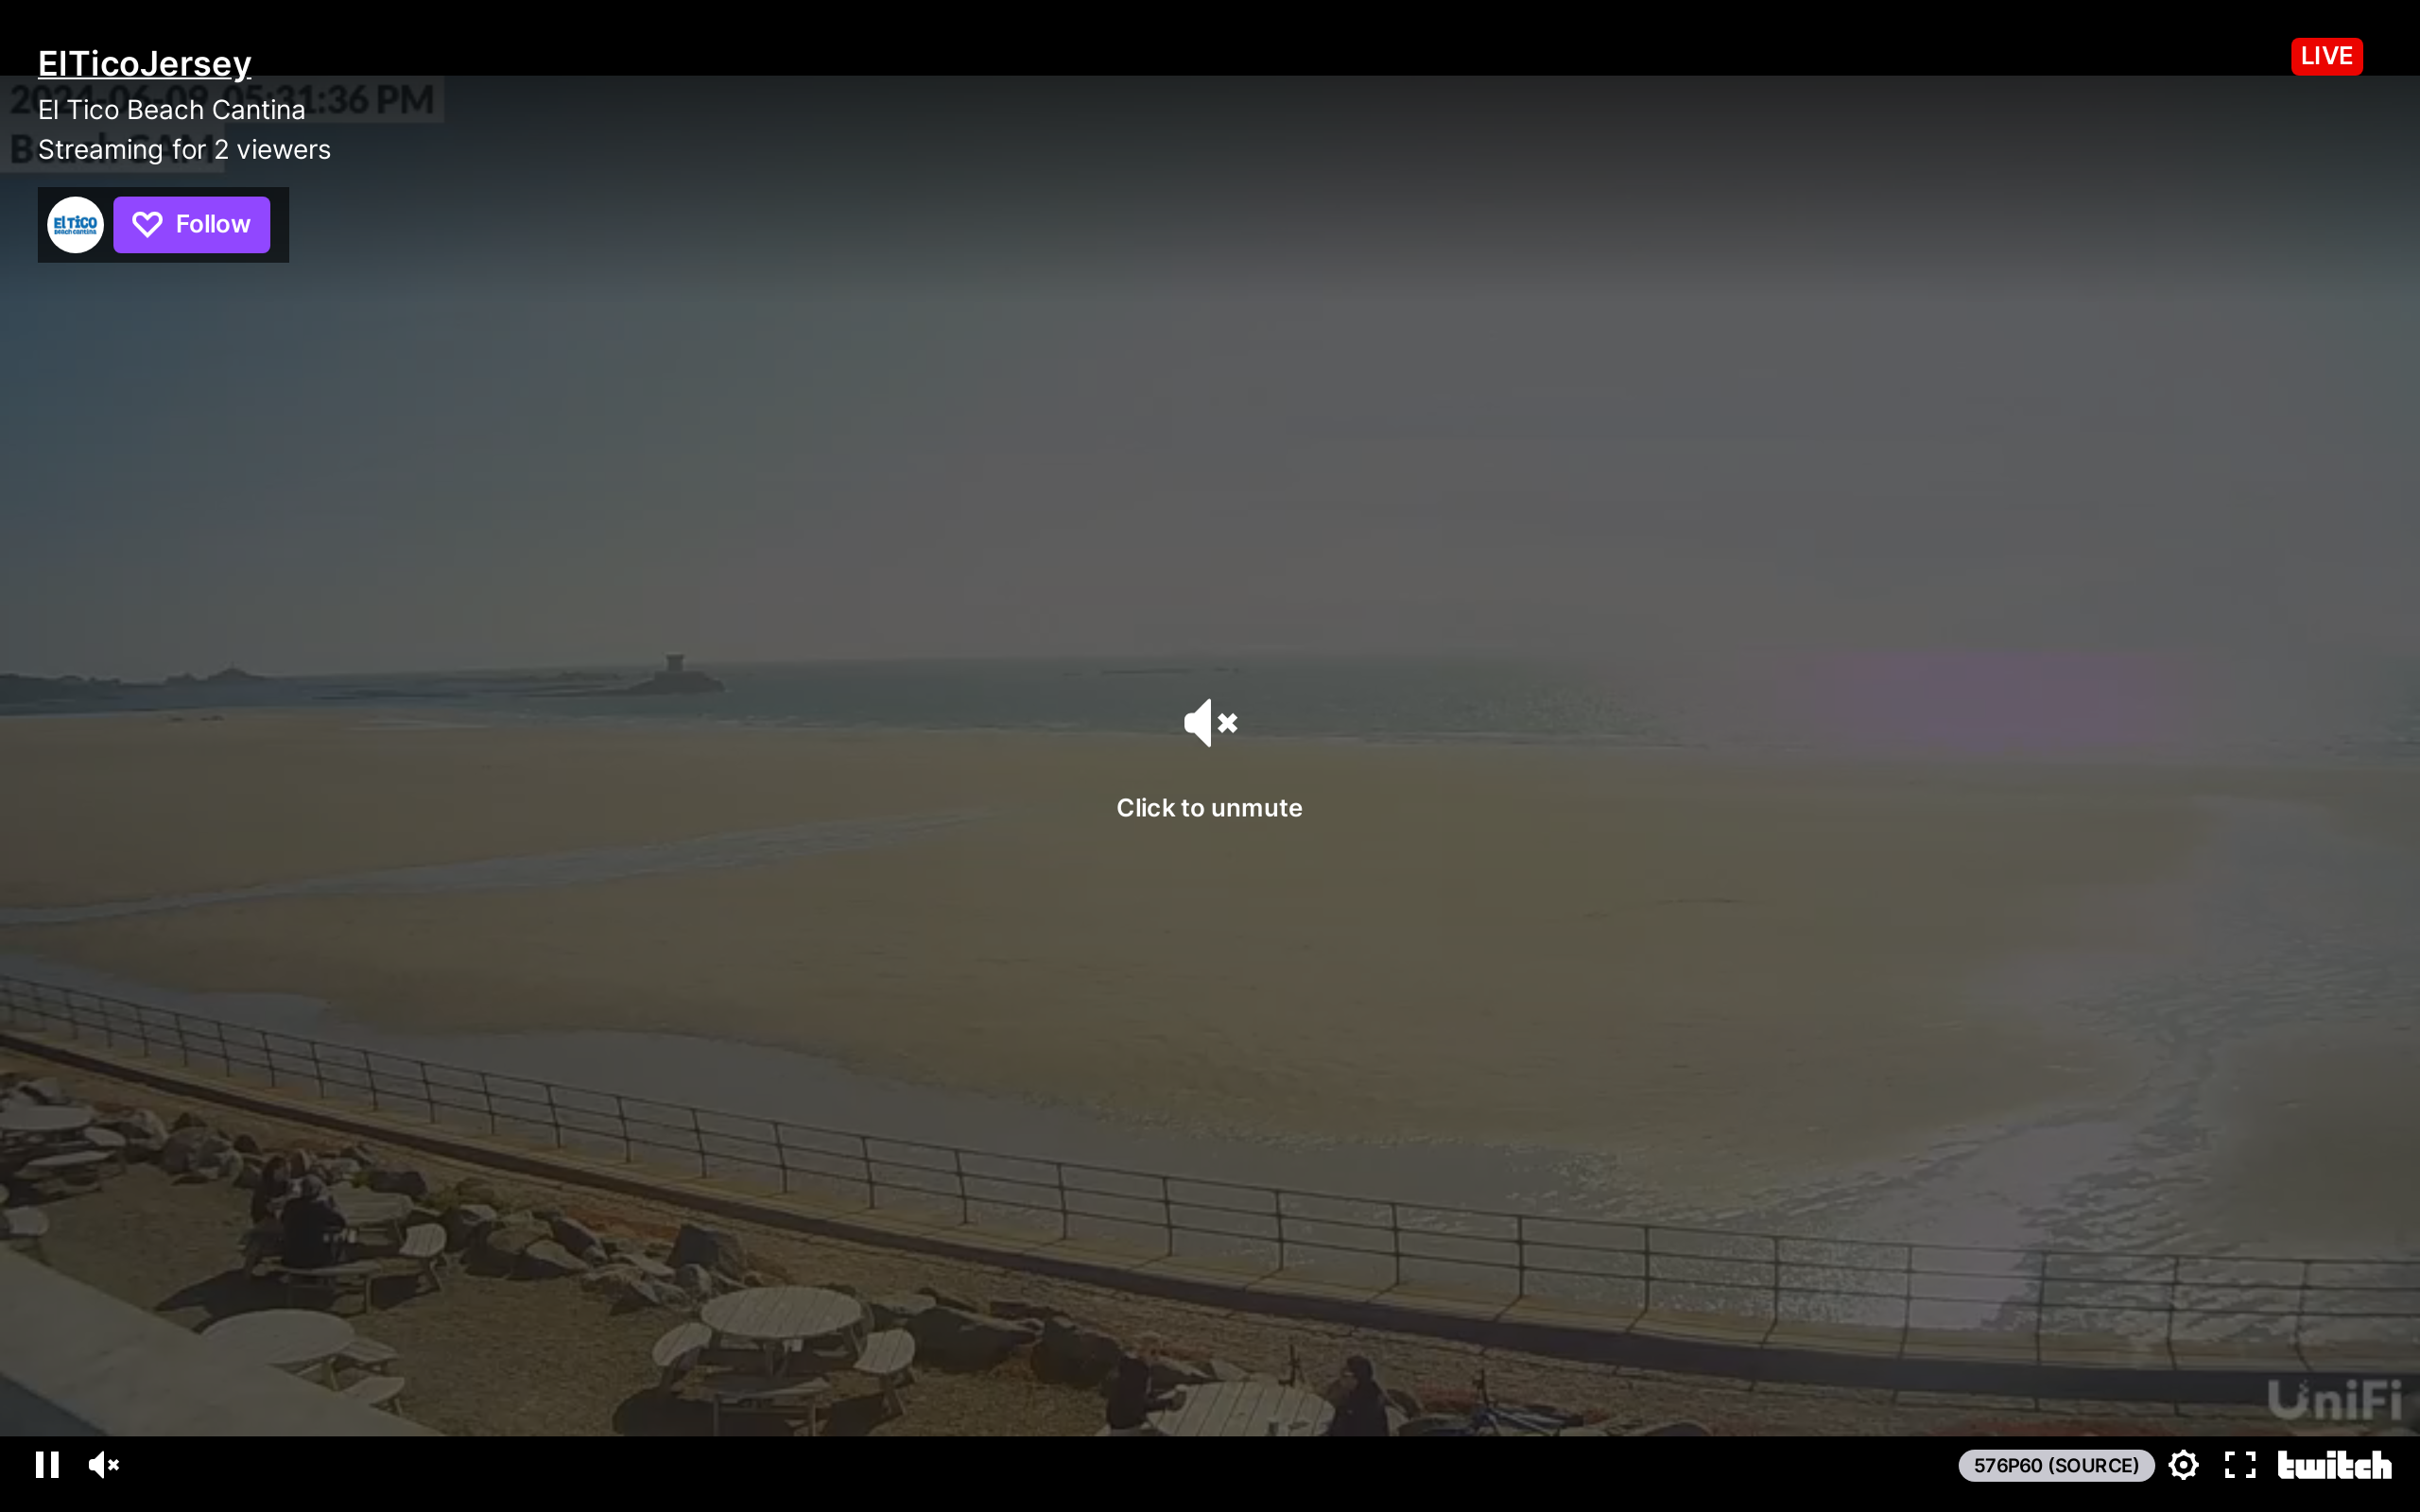 ElTicoJersey
LIVE
2024-06-09 05:31:36 PM
El Tico Beach Cantina
Streaming for 2 viewers
El Tico
Beach Cantina
Follow
Click to unmute
UniFi
576P60 (SOURCE)
twitch